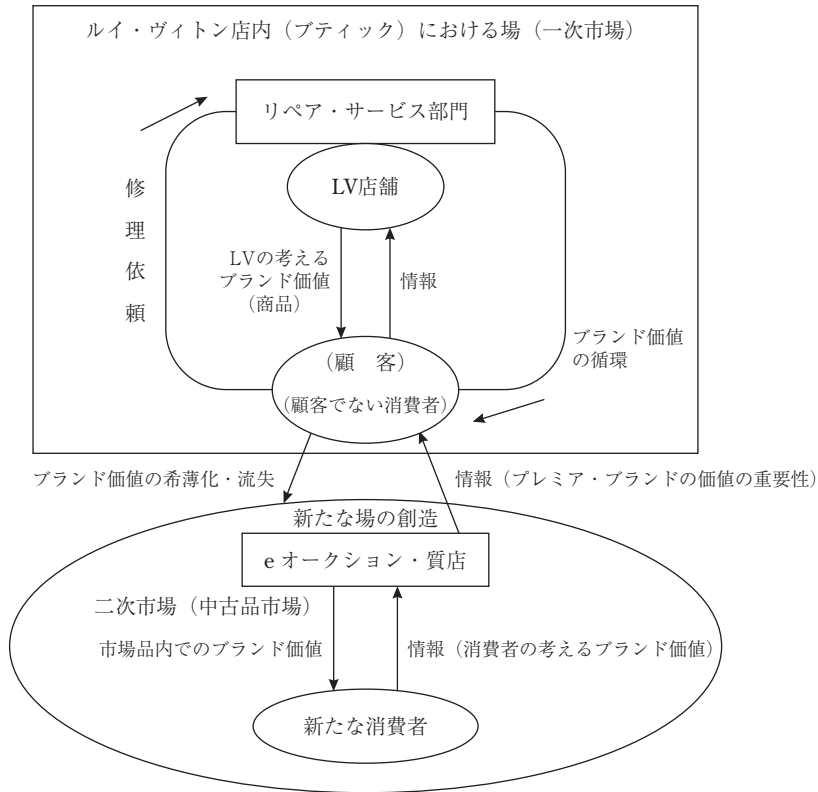 ルイ・ヴィトン店内（ブティック）における場（一次市場）
リペア・サービス部門
LV店舗
修
理
依
頼
LVの考える
ブランド価値
（商品）
情報
ブランド価値
の循環
（顧　客）
（顧客でない消費者）
ブランド価値の希薄化・流失
情報（プレミア・ブランドの価値の重要性）
新たな場の創造
e オークション・質店
二次市場（中古品市場）
市場品内でのブランド価値
情報（消費者の考えるブランド価値）
新たな消費者